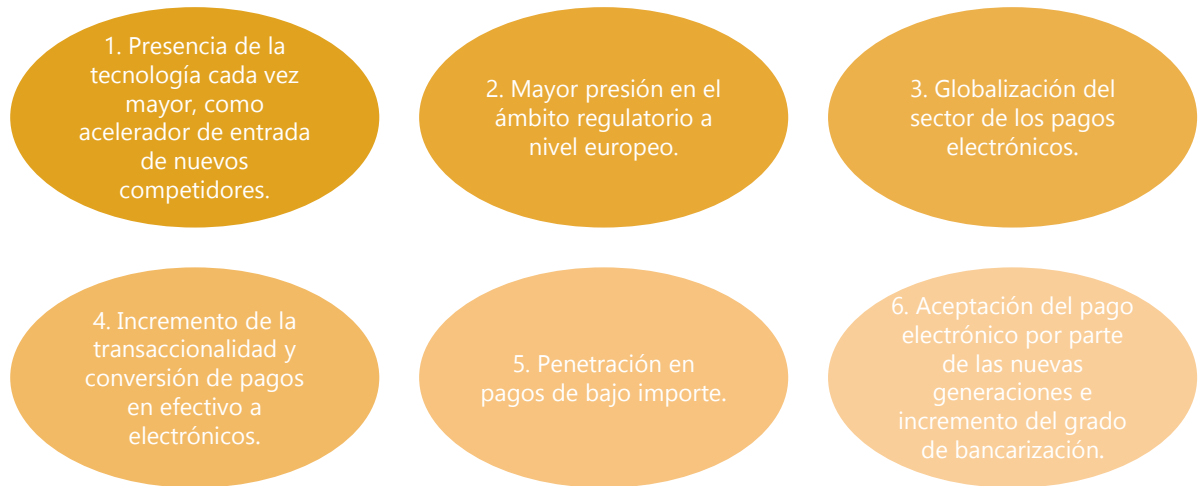 1. Presencia de la
tecnología cada vez
mayor, como
acelerador de entrada
de nuevos
competidores.
2. Mayor presión en el
ámbito regulatorio a
nivel europeo.
3. Globalización del
sector de los pagos
electrónicos.
4. Incremento de la
transaccionalidad y
conversión de pagos
en efectivo a
electrónicos.
5. Penetración en
pagos de bajo importe.
6. Aceptación del pago
electrónico por parte
de las nuevas
generaciones e
incremento del grado
de bancarización.